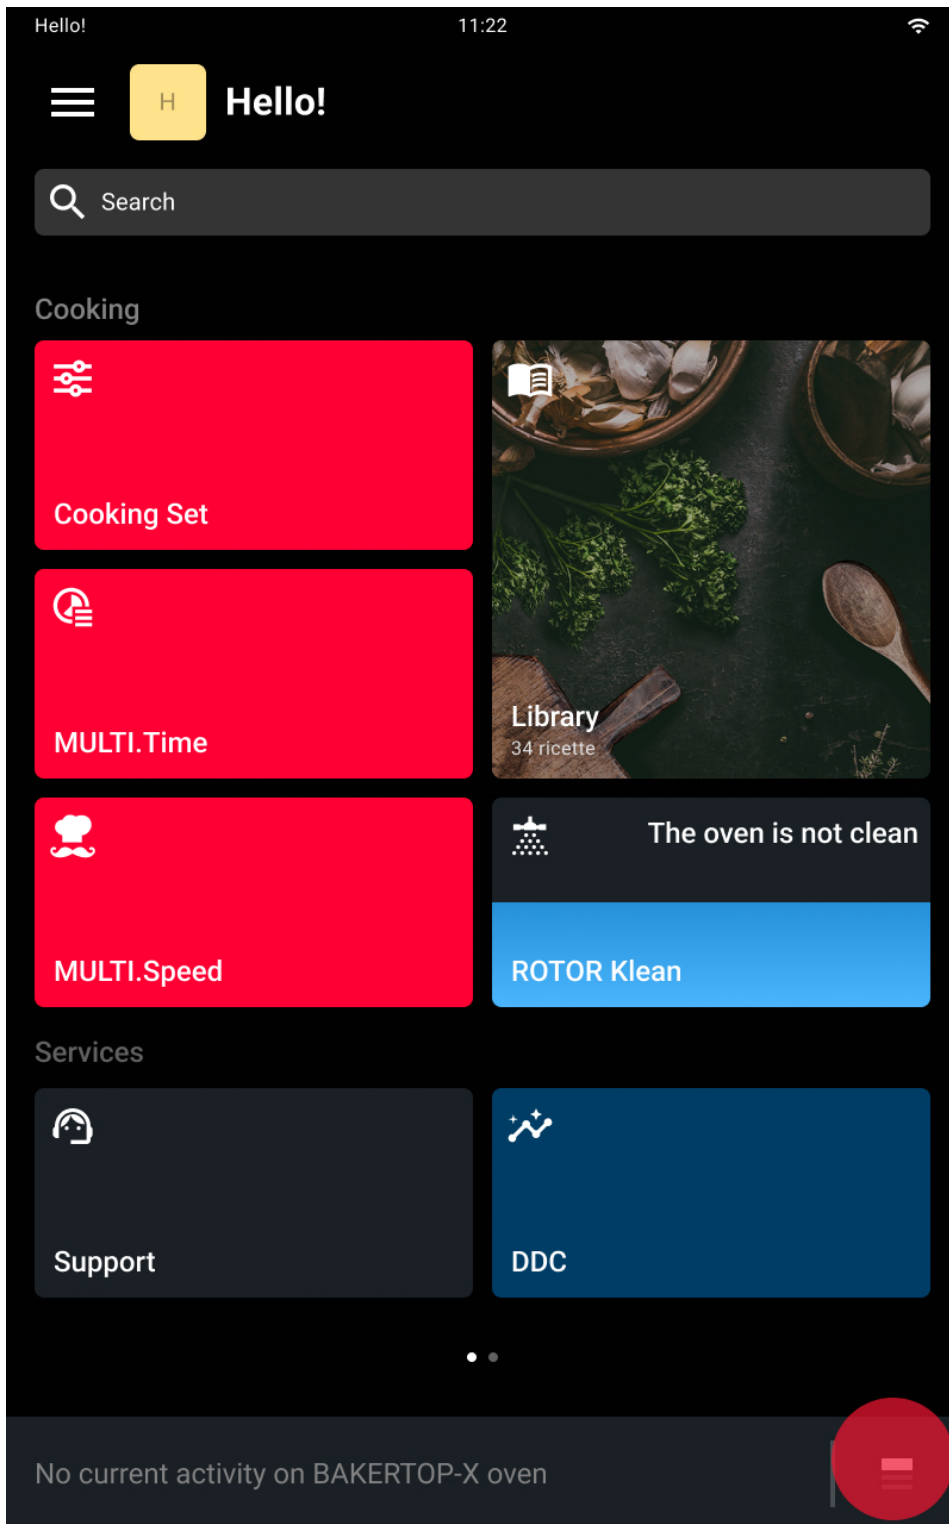 Hello!
11:22
H
Hello!
Search
Cooking
Cooking Set
MULTI.Time
Library
34 ricette
MULTI.Speed
The oven is not clean
ROTOR Klean
Services
Support
DDC
No current activity on BAKERTOP-X oven